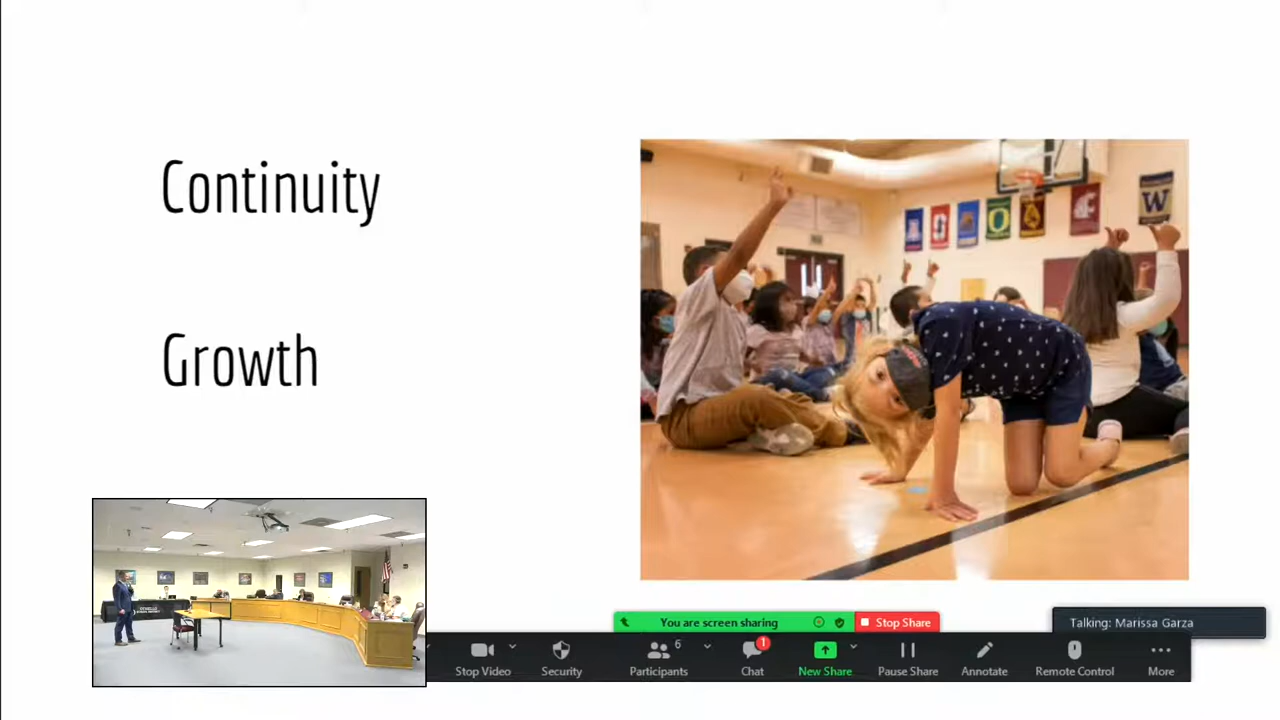 Continuity
Growth
W
O
OTHELLO
You are screen sharing
Stop Share
Talking: Marissa Garza
Stop Video
Security
6
Participants
1
Chat
New Share
Pause Share
Annotate
Remote Control
More